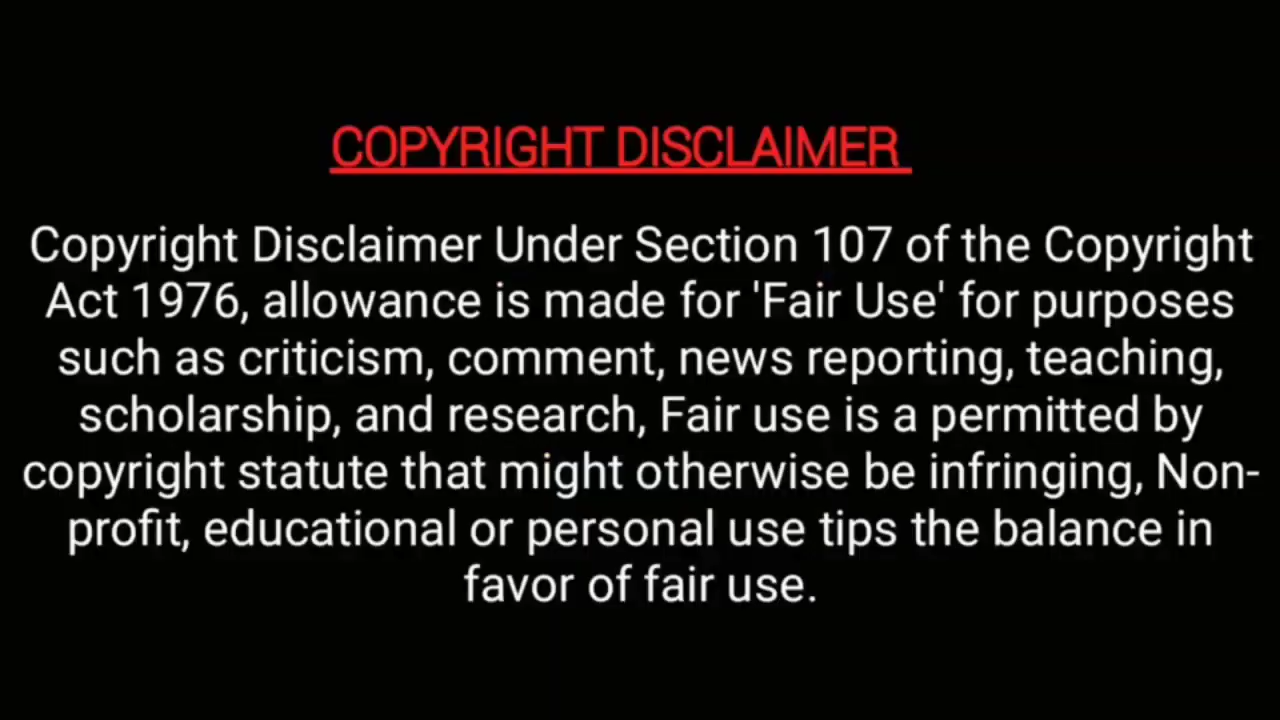 COPYRIGHT DISCLAIMER
Copyright Disclaimer Under Section 107 of the Copyright
Act 1976, allowance is made for 'Fair Use' for purposes
such as criticism, comment, news reporting, teaching,
scholarship, and research, Fair use is a permitted by
copyright statute that might otherwise be infringing, Non-
profit, educational or personal use tips the balance in
favor of fair use.